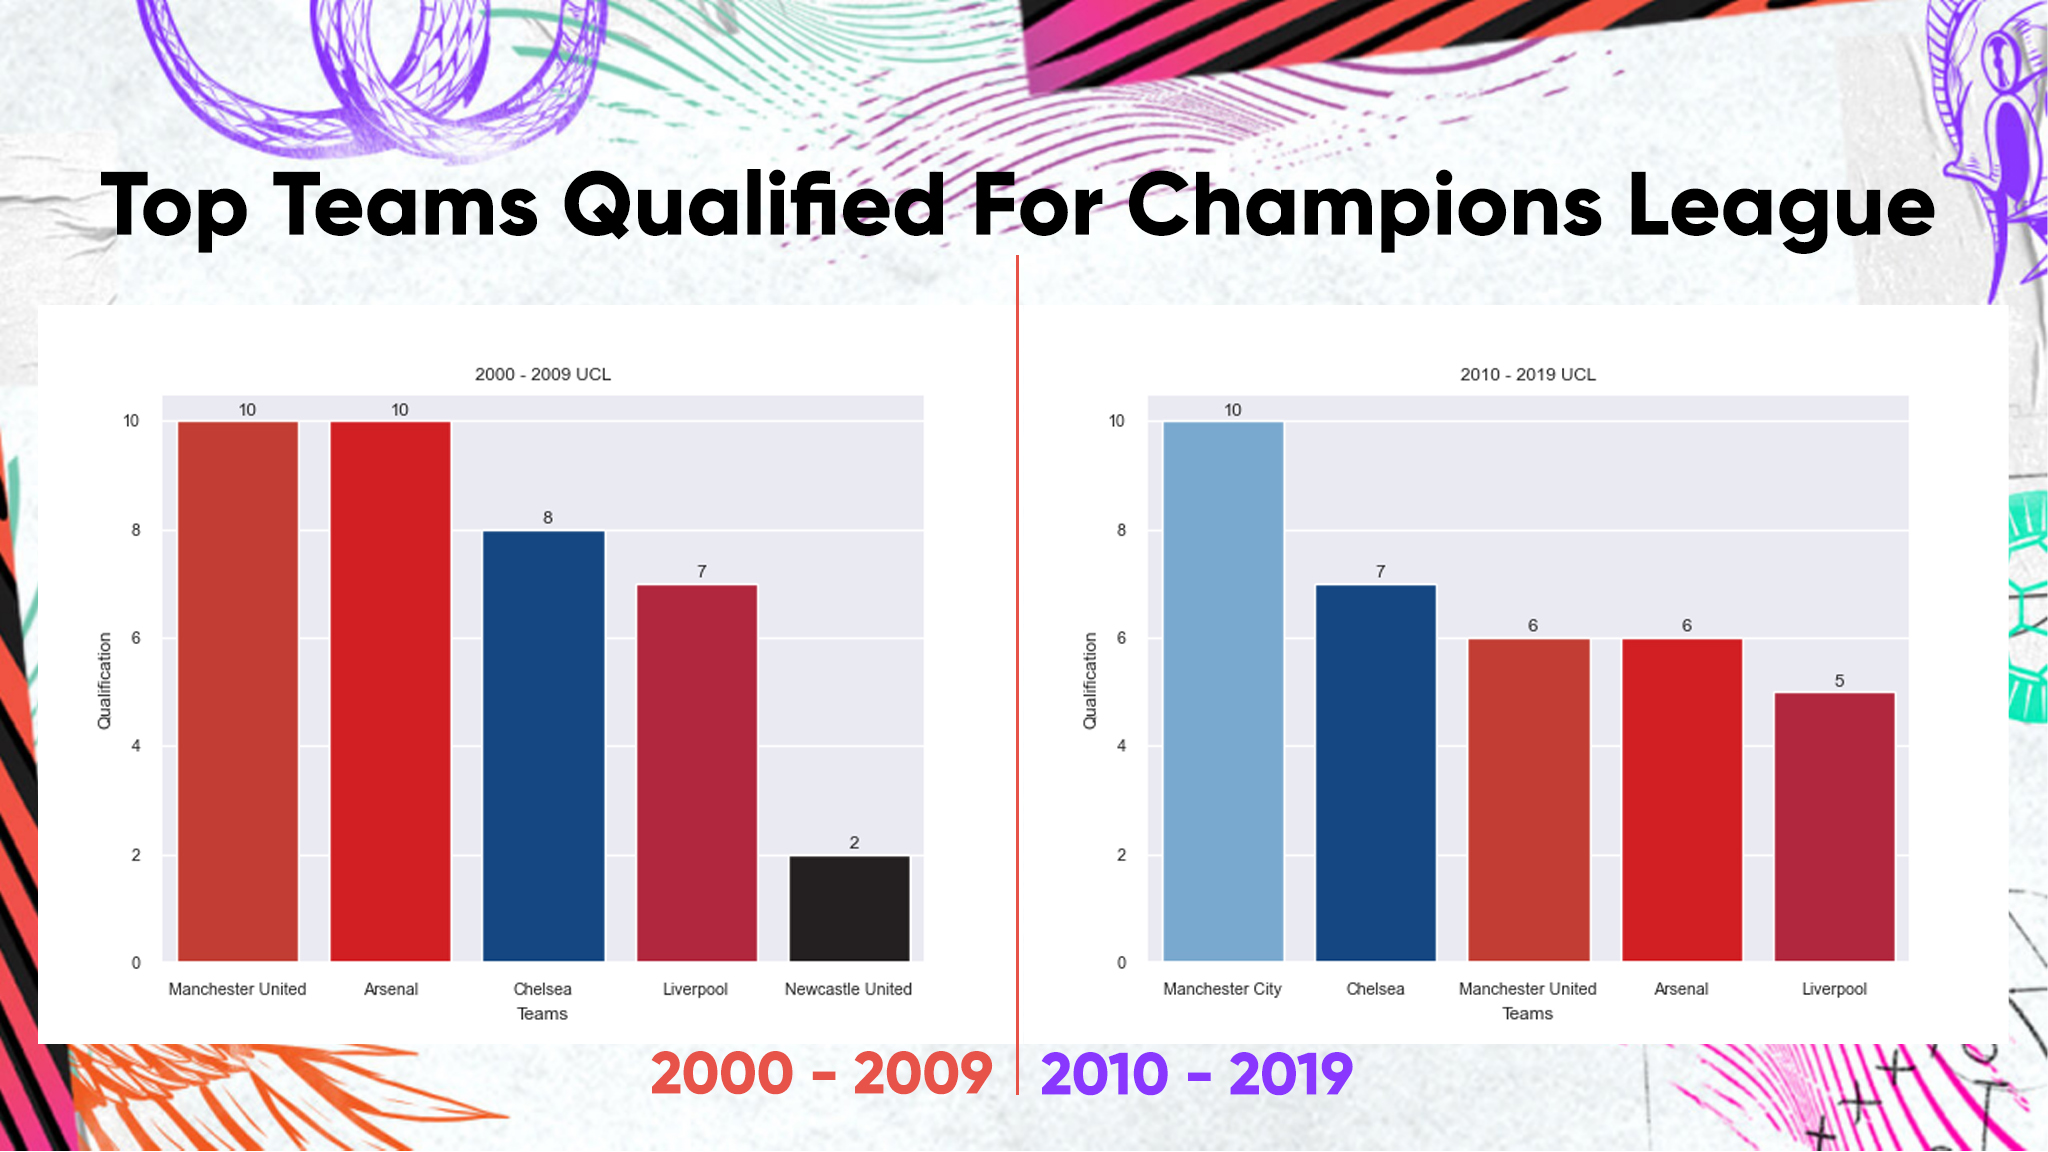 Top Teams Qualified For Champions League
2000 - 2009 UCL
10
8
6
4
2
0
Qualification
10
10
8
7
2
Manchester United
Arsenal
Chelsea
Liverpool
Newcastle United
Teams
2010 - 2019 UCL
10
8
6
4
2
0
Qualification
10
7
6
6
5
Manchester City
Chelsea
Manchester United
Arsenal
Liverpool
Teams
2000 - 2009
2010 - 2019